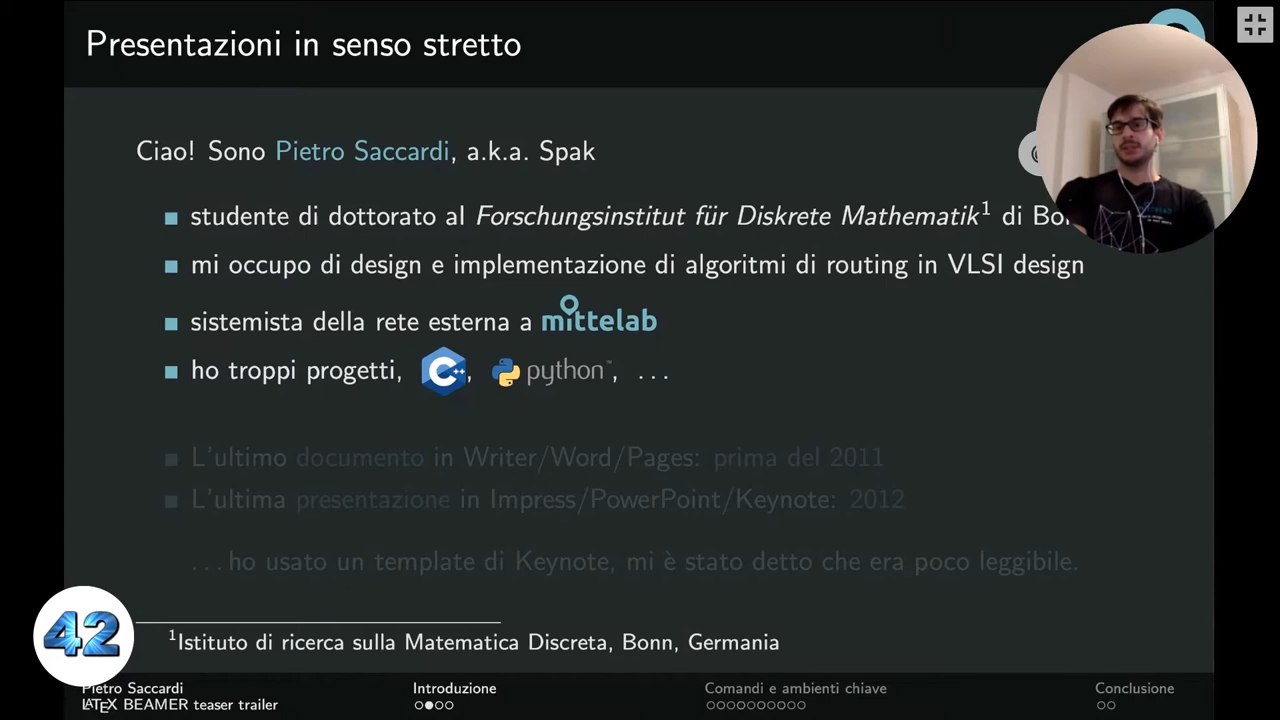 Presentazioni in senso stretto
Ciao! Sono Pietro Saccardi, a.k.a. Spak
studente di dottorato al Forschungsinstitut für Diskrete Mathematik¹ di
mi occupo di design e implementazione di algoritmi di routing in VLSI design
sistemista della rete esterna a mittelab
ho troppi progetti, C++, python™, ...
L'ultimo documento in Writer/Word/Pages: prima del 2011
L'ultima presentazione in Impress/PowerPoint/Keynote: 2012
...ho usato un template di Keynote, mi è stato detto che era poco leggibile.
42
¹Istituto di ricerca sulla Matematica Discreta, Bonn, Germania
Pietro Saccardi
LATEX BEAMER teaser trailer
Introduzione
Comandi e ambienti chiave
Conclusione